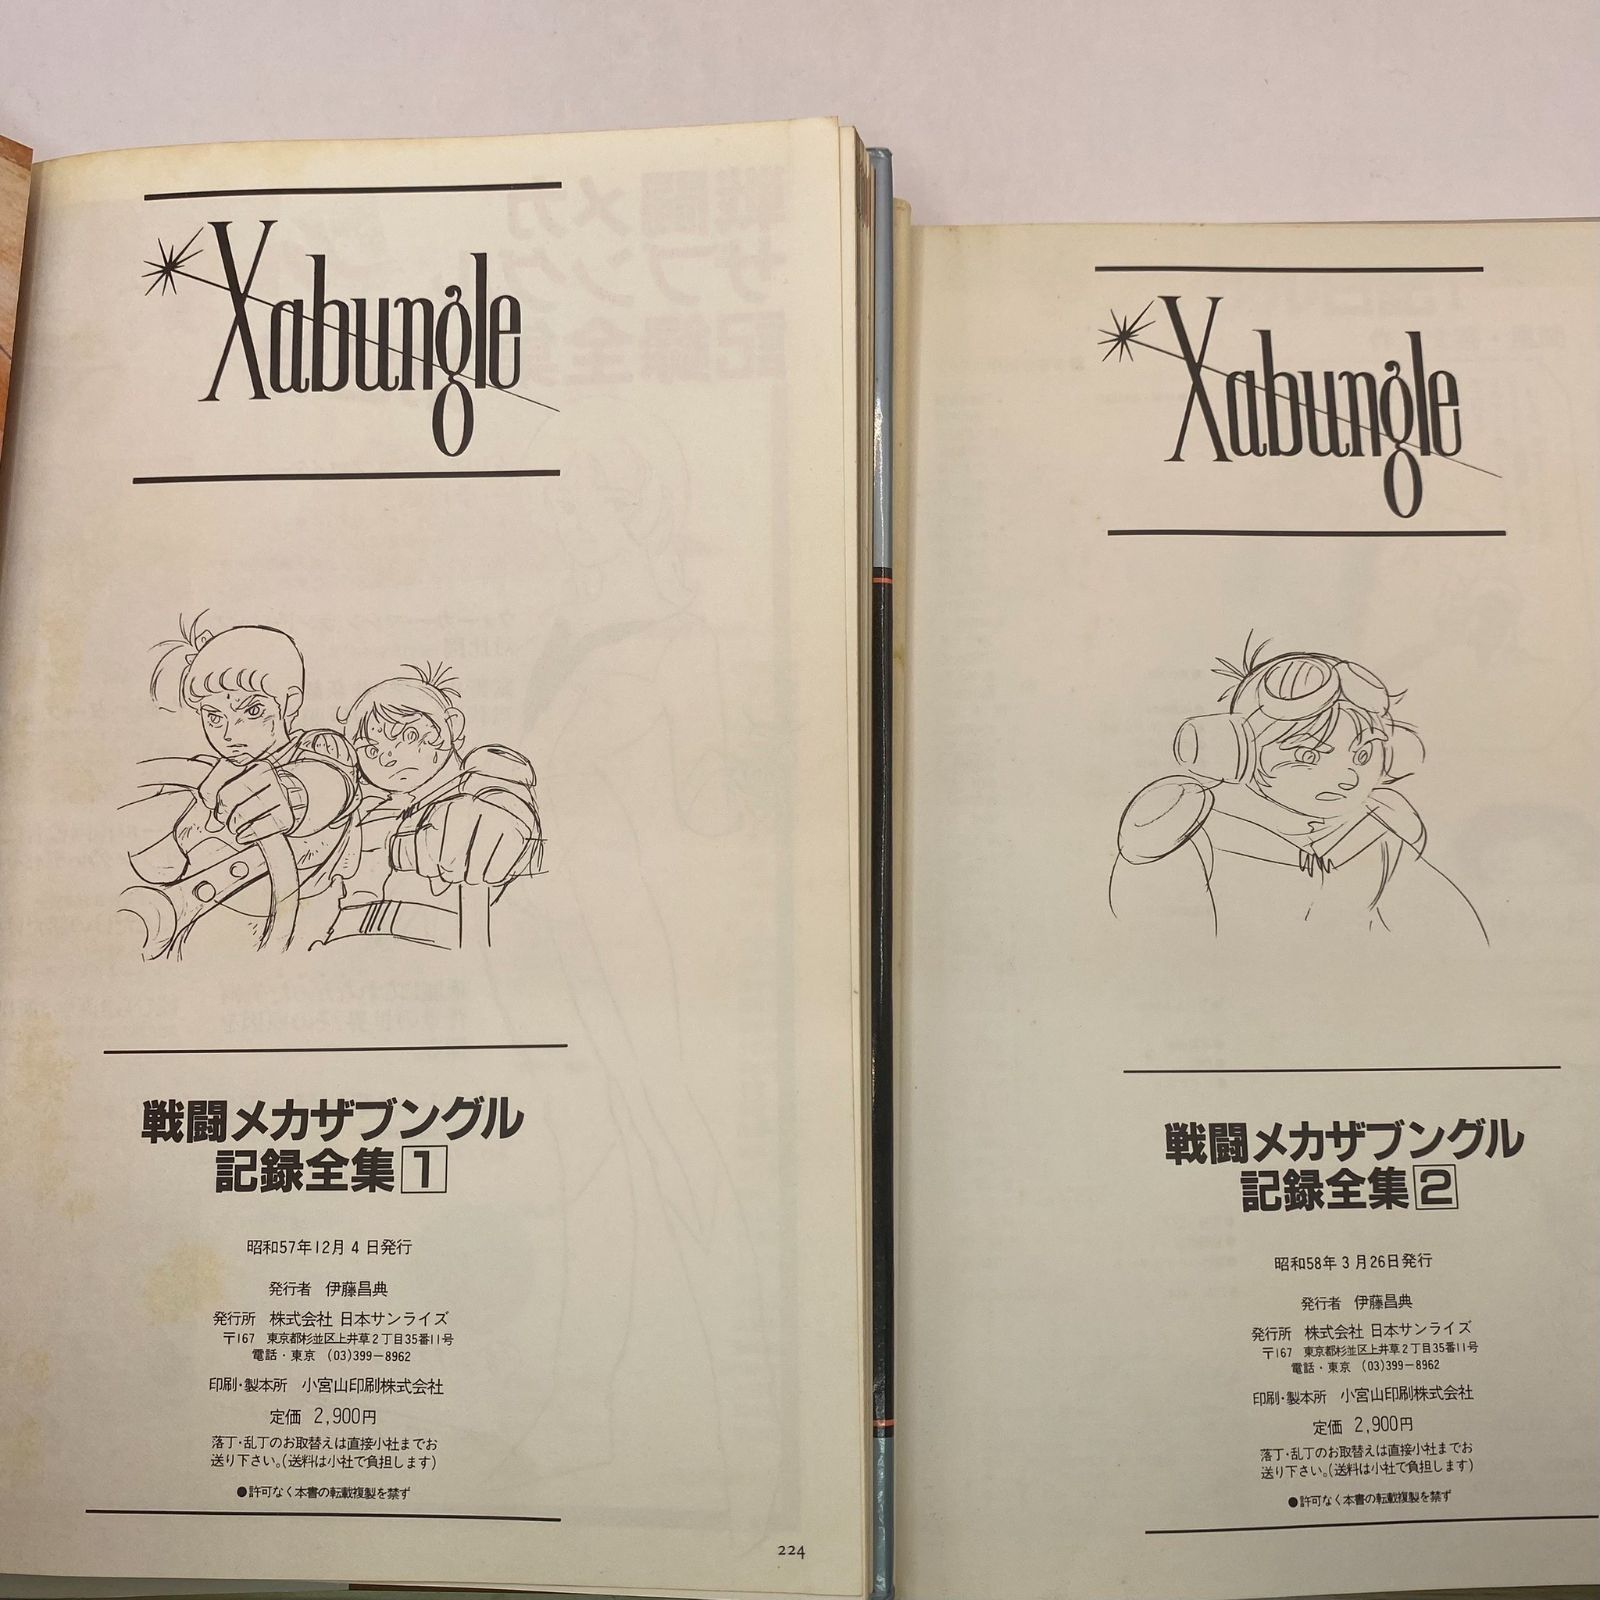 Xabungle
戦闘メカザブングル
記録全集1
昭和57年12月4日発行
発行者 伊藤昌典
発行所 株式会社 日本サンライズ
〒167 東京都杉並区上井草2丁目35番11号
電話・東京 (03)399-8962
印刷・製本所 小宮山印刷株式会社
定価 2,900円
落丁・乱丁のお取替えは直接小社までお
送り下さい。(送料は小社で負担します)
●許可なく本書の転載複製を禁ず
224
Xabungle
戦闘メカザブングル
記録全集2
昭和58年3月26日発行
発行者 伊藤昌典
発行所 株式会社 日本サンライズ
〒167 東京都杉並区上井草2丁目35番11号
電話・東京 (03)399-8962
印刷・製本所 小宮山印刷株式会社
定価 2,900円
落丁・乱丁のお取替えは直接小社までお
送り下さい。(送料は小社で負担します)
●許可なく本書の転載複製を禁ず